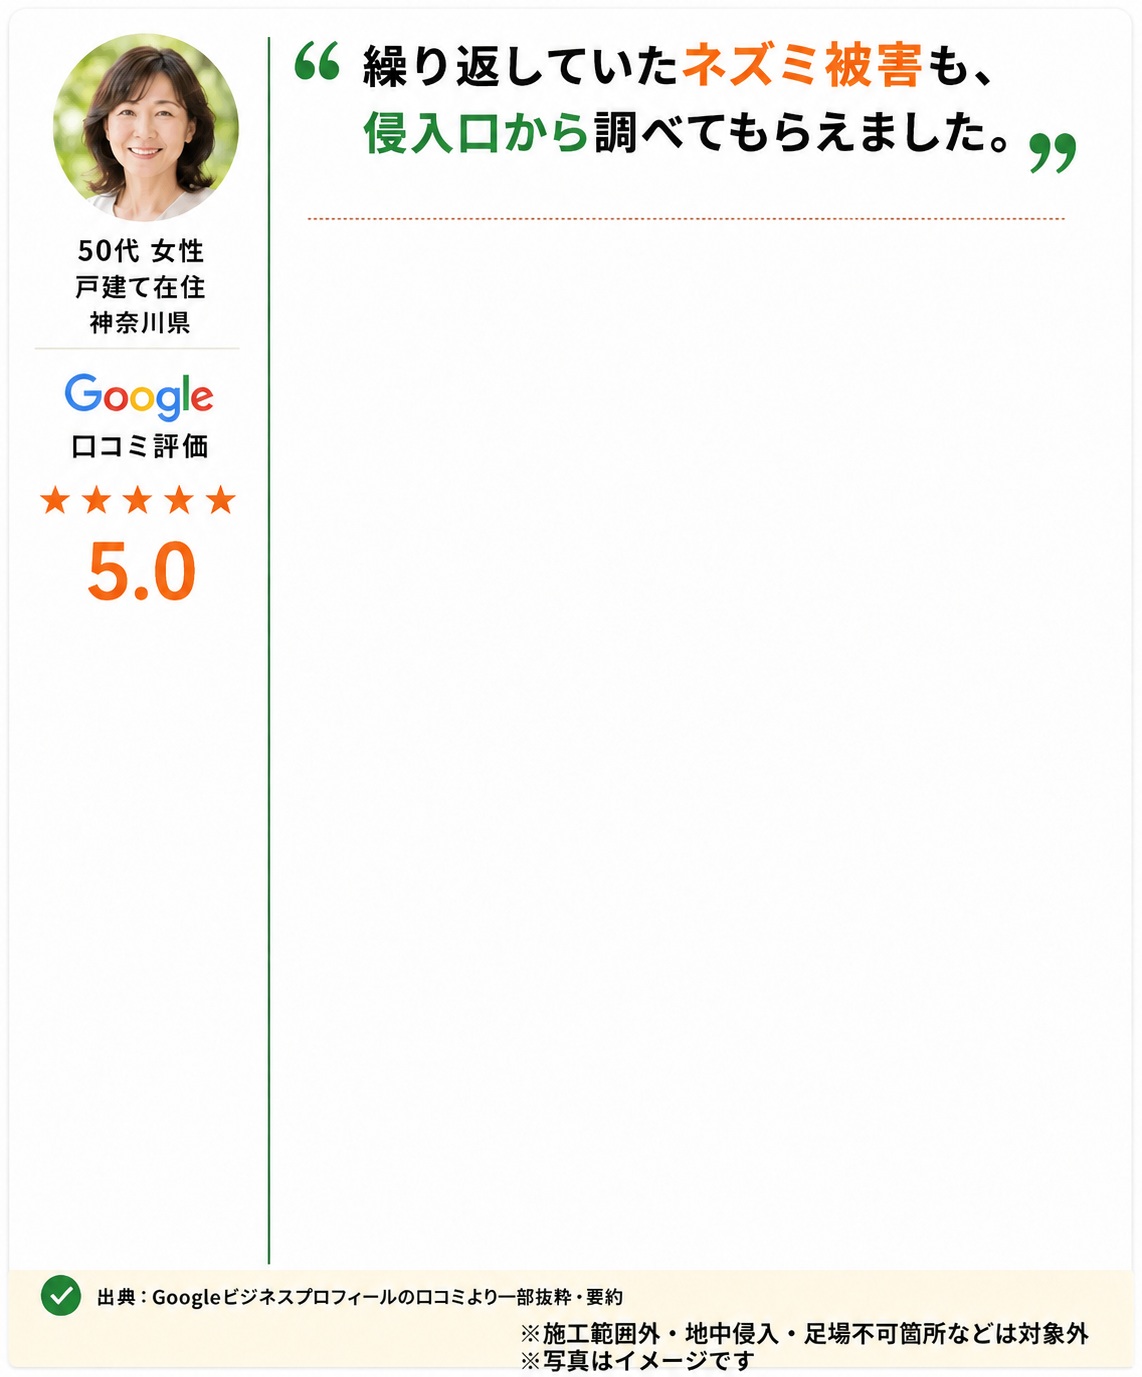 “ 繰り返していたネズミ被害も、
侵入口から調べてもらえました。”
50代 女性
戸建て在住
神奈川県
Google
口コミ評価
★★★★★
5.0
出典：Googleビジネスプロフィールの口コミより一部抜粋・要約
※施工範囲外・地中侵入・足場不可箇所などは対象外
※写真はイメージです